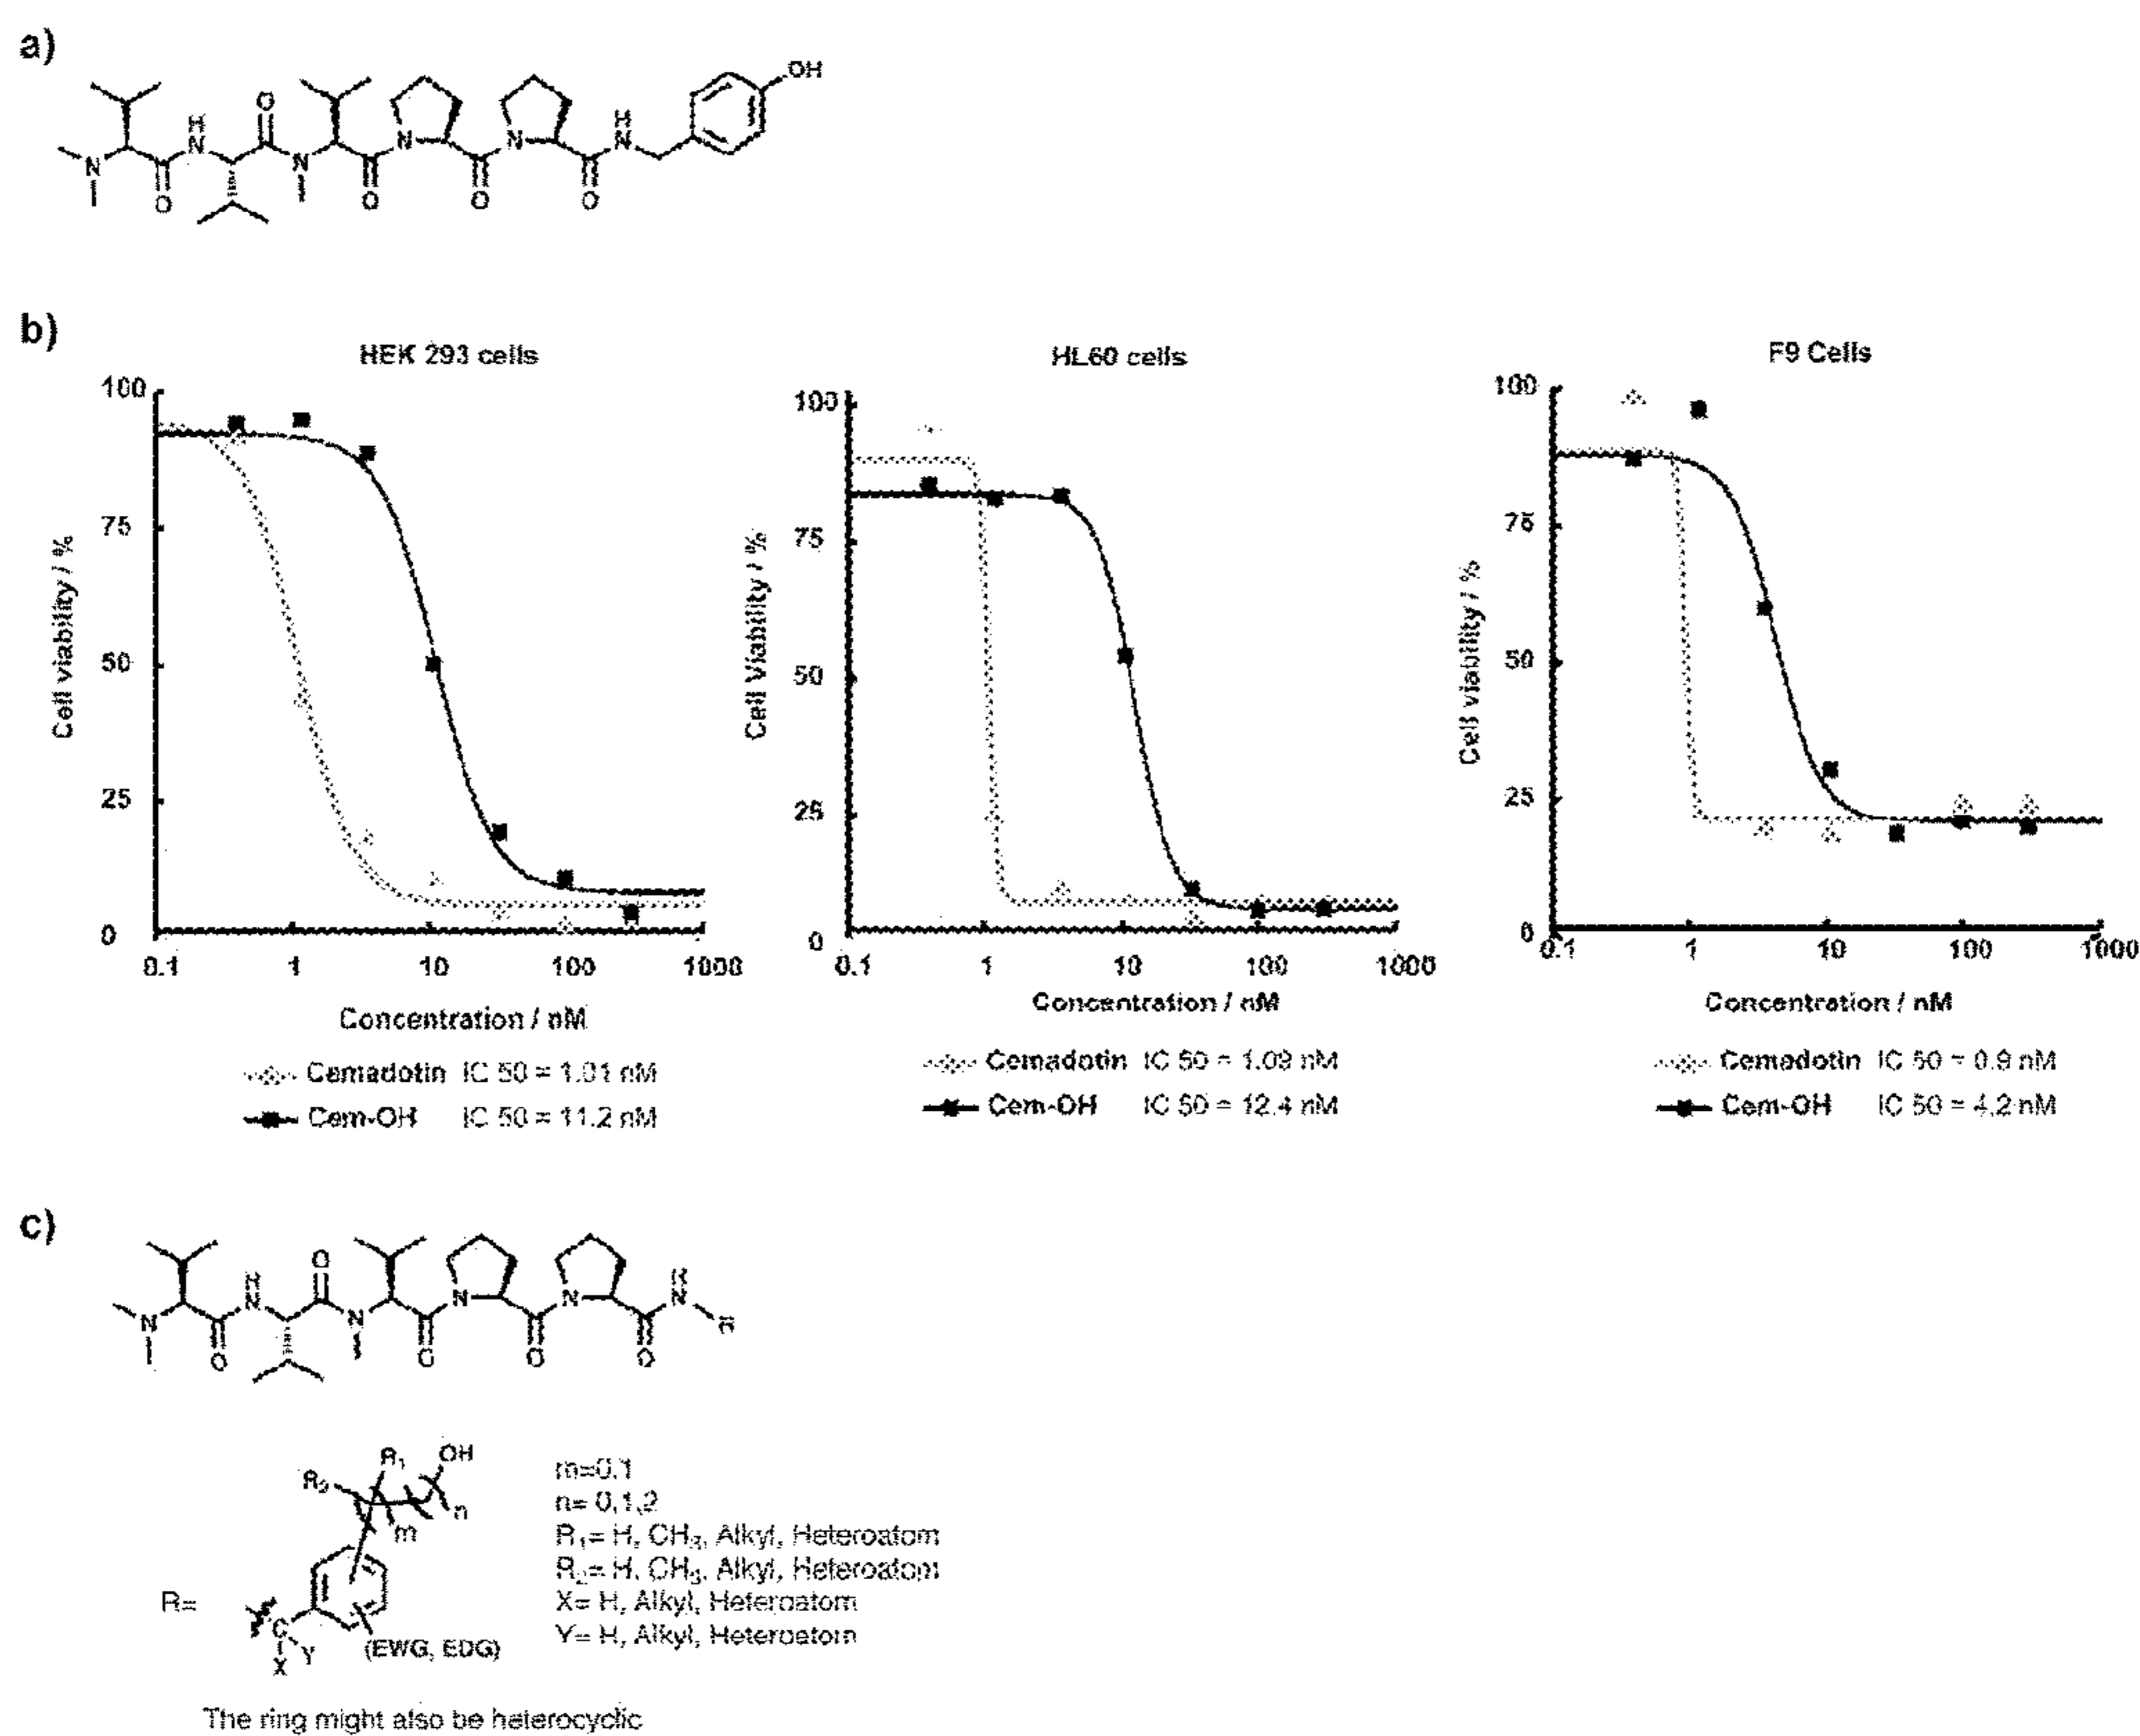 a)
OH
O
H
N
N
N
H
N
N
N
O
O
O
O
b)
HEK 293 cells
100
75
50
25
0
0.1 1 10 100 1000
Cell viability / %
Concentration / nM
Cemadotin IC 50 = 1.01 nM
Cem-OH IC 50 = 11.2 nM
HL60 cells
100
75
50
25
0
0.1 1 10 100 1000
Cell Viability / %
Concentration / nM
Cemadotin IC 50 = 1.09 nM
Cem-OH IC 50 = 12.4 nM
F9 Cells
100
75
50
25
0
0.1 1 10 100 1000
Cell viability / %
Concentration / nM
Cemadotin IC 50 = 0.9 nM
Cem-OH IC 50 = 4.2 nM
c)
O
H
N
N
N
H
N
N
N
R
O
O
O
O
R₁ OH
R₂
n
m
R=
C
X
Y
(EWG, EDG)
m=0,1
n= 0,1,2
R₁= H, CH₃, Alkyl, Heteroatom
R₂= H, CH₃, Alkyl, Heteroatom
X= H, Alkyl, Heteroatom
Y= H, Alkyl, Heteroatom
The ring might also be heterocyclic